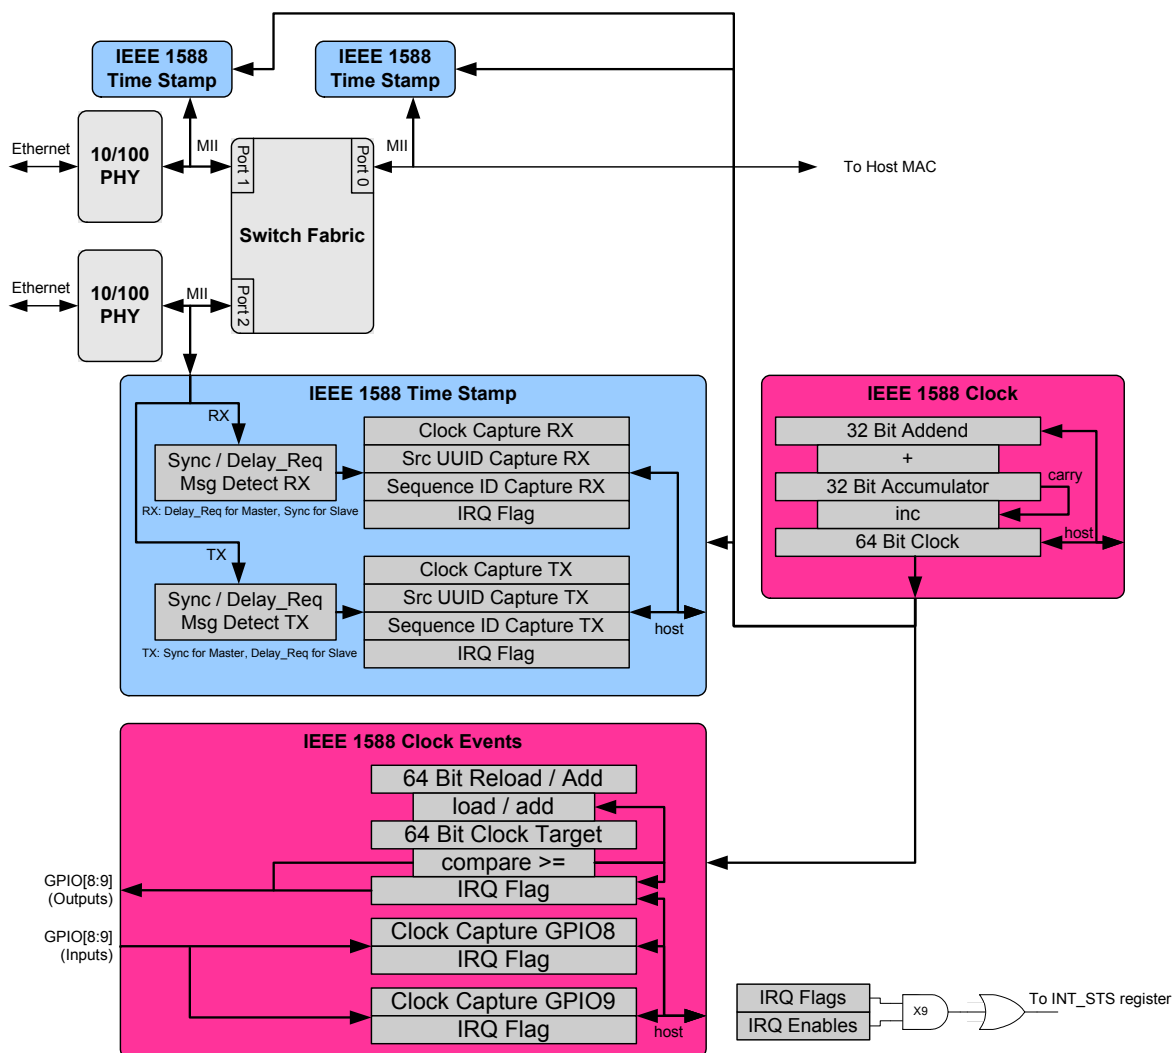 IEEE 1588
Time Stamp
IEEE 1588
Time Stamp
Ethernet
10/100
PHY
MII
Port 1
Port 0
MII
To Host MAC
Switch Fabric
Ethernet
10/100
PHY
MII
Port 2
IEEE 1588 Time Stamp
RX
Sync / Delay_Req
Msg Detect RX
RX: Delay_Req for Master, Sync for Slave
Clock Capture RX
Src UUID Capture RX
Sequence ID Capture RX
IRQ Flag
TX
Sync / Delay_Req
Msg Detect TX
TX: Sync for Master, Delay_Req for Slave
Clock Capture TX
Src UUID Capture TX
Sequence ID Capture TX
IRQ Flag
host
IEEE 1588 Clock
32 Bit Addend
+
carry
32 Bit Accumulator
inc
host
64 Bit Clock
IEEE 1588 Clock Events
64 Bit Reload / Add
load / add
64 Bit Clock Target
compare >=
IRQ Flag
GPIO[8:9]
(Outputs)
GPIO[8:9]
(Inputs)
Clock Capture GPIO8
IRQ Flag
Clock Capture GPIO9
IRQ Flag
host
IRQ Flags
IRQ Enables
X9
To INT_STS register